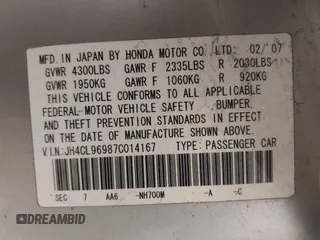 MFD. IN JAPAN BY HONDA MOTOR CO., LTD. 02/07
GVWR 4300LBS GAWR F 2335LBS R 2030LBS
GVWR 1950KG GAWR F 1060KG R 920KG
THIS VEHICLE CONFORMS TO ALL APPLICABLE
FEDERAL MOTOR VEHICLE SAFETY, BUMPER,
AND THEFT PREVENTION STANDARDS IN EFFECT
ON THE DATE OF MANUFACTURE SHOWN ABOVE.
V.I.N: JH4CL96987C014167 TYPE: PASSENGER CAR
SEC 7 AA6 -NH700M -A -C
DREAMBID
DREAMBID